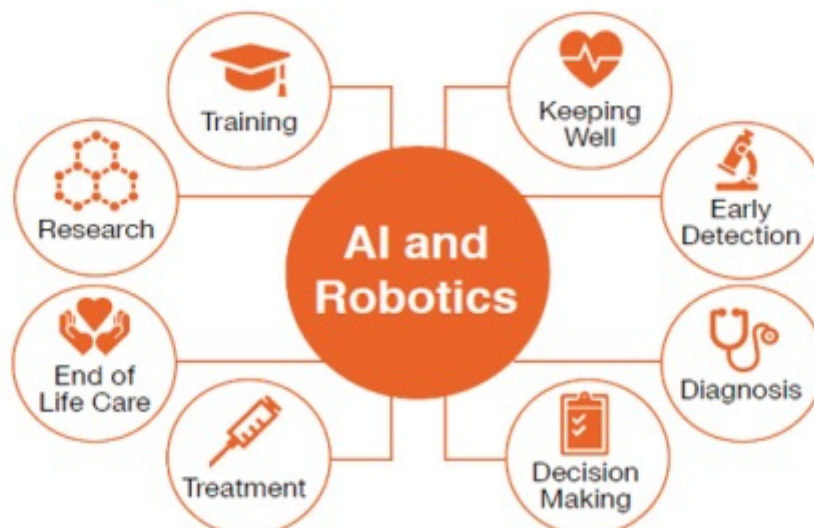 Training
Keeping
Well
Research
Early
Detection
AI and
Robotics
End of
Life Care
Diagnosis
Treatment
Decision
Making